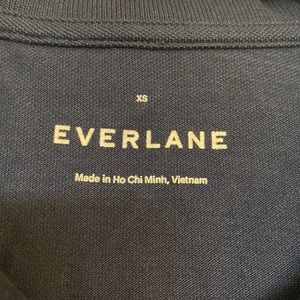 XS
EVERLANE
Made in Ho Chi Minh, Vietnam